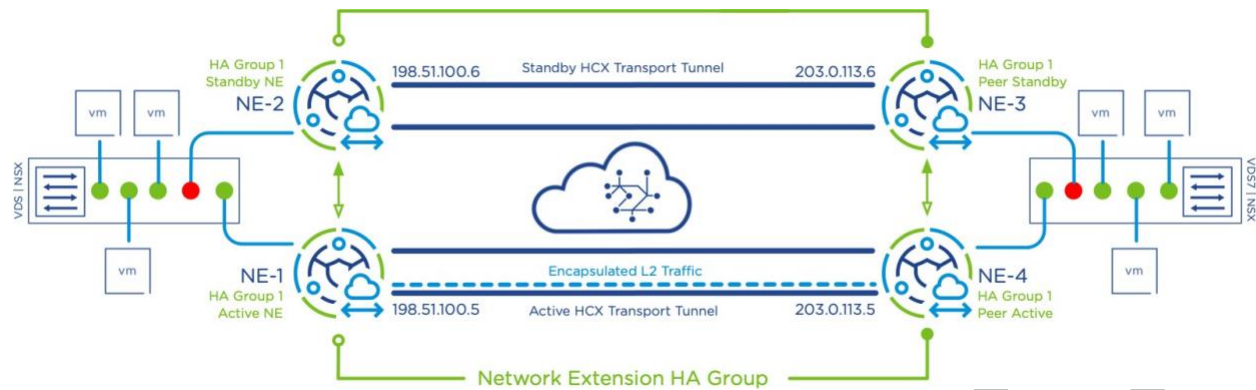 HA Group 1
Standby NE
NE-2
198.51.100.6
Standby HCX Transport Tunnel
203.0.113.6
HA Group 1
Peer Standby
NE-3
vm
vm
vm
vm
VDS | NSX
VDS7 | NSX
vm
vm
NE-1
HA Group 1
Active NE
Encapsulated L2 Traffic
198.51.100.5
Active HCX Transport Tunnel
203.0.113.5
NE-4
HA Group 1
Peer Active
Network Extension HA Group